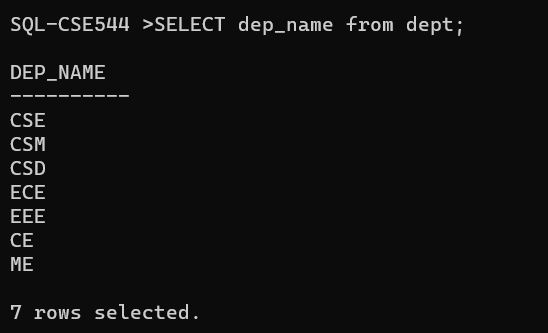 SQL-CSE544 >SELECT dep_name from dept;
DEP_NAME
----------
CSE
CSM
CSD
ECE
EEE
CE
ME
7 rows selected.